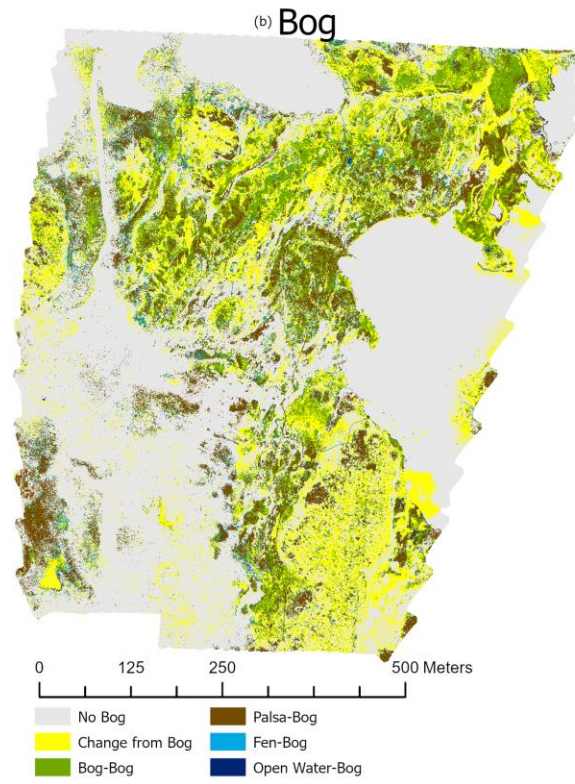 (b) Bog
0 125 250 500 Meters
No Bog Palsa-Bog
Change from Bog Fen-Bog
Bog-Bog Open Water-Bog